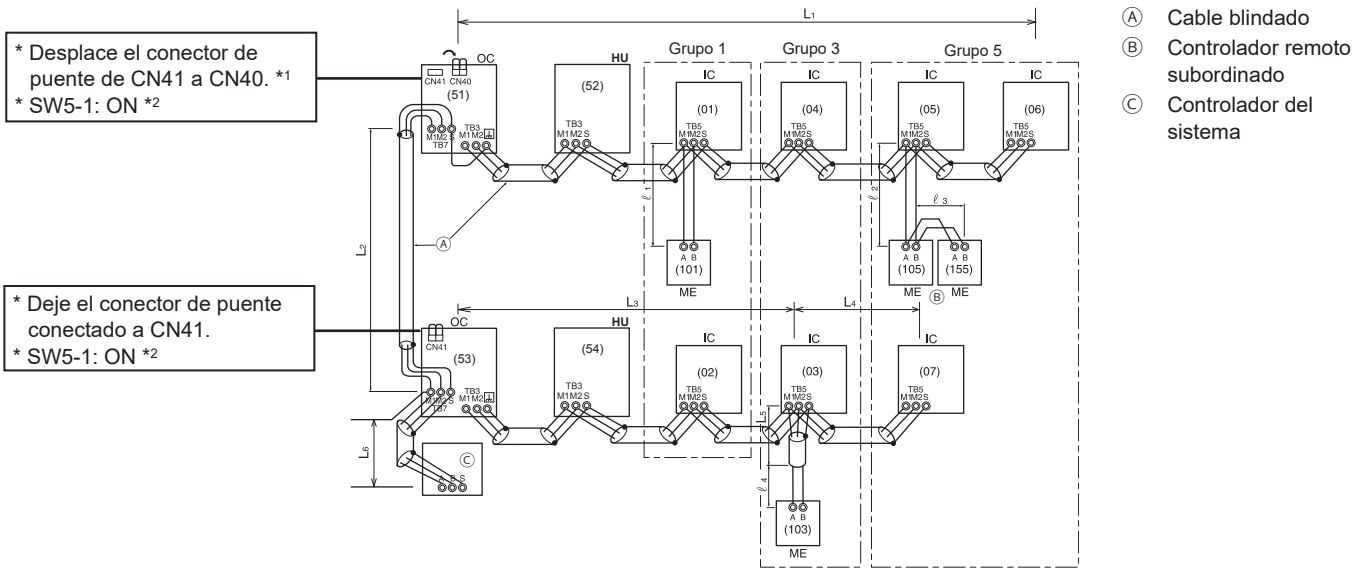 * Desplace el conector de
puente de CN41 a CN40. *1
* SW5-1: ON *2
L1
OC
CN41 CN40
(51)
M1M2 S
TB7
TB3
M1M2
HU
(52)
TB3
M1M2S
Grupo 1
IC
(01)
TB5
M1M2S
Grupo 3
IC
(04)
TB5
M1M2S
Grupo 5
IC
(05)
TB5
M1M2S
IC
(06)
TB5
M1M2S
Ⓐ Cable blindado
Ⓑ Controlador remoto
subordinado
Ⓒ Controlador del
sistema
L2
Ⓐ
ℓ1
A B
(101)
ME
ℓ2
ℓ3
A B
(105)
ME
Ⓑ
A B
(155)
ME
* Deje el conector de puente
conectado a CN41.
* SW5-1: ON *2
L3
L4
OC
CN41
(53)
M1M2 S
TB7
TB3
M1M2
HU
(54)
TB3
M1M2S
IC
(02)
TB5
M1M2S
IC
(03)
TB5
M1M2S
IC
(07)
TB5
M1M2S
L5
L6
Ⓒ
A B S
ℓ4
A B
(103)
ME